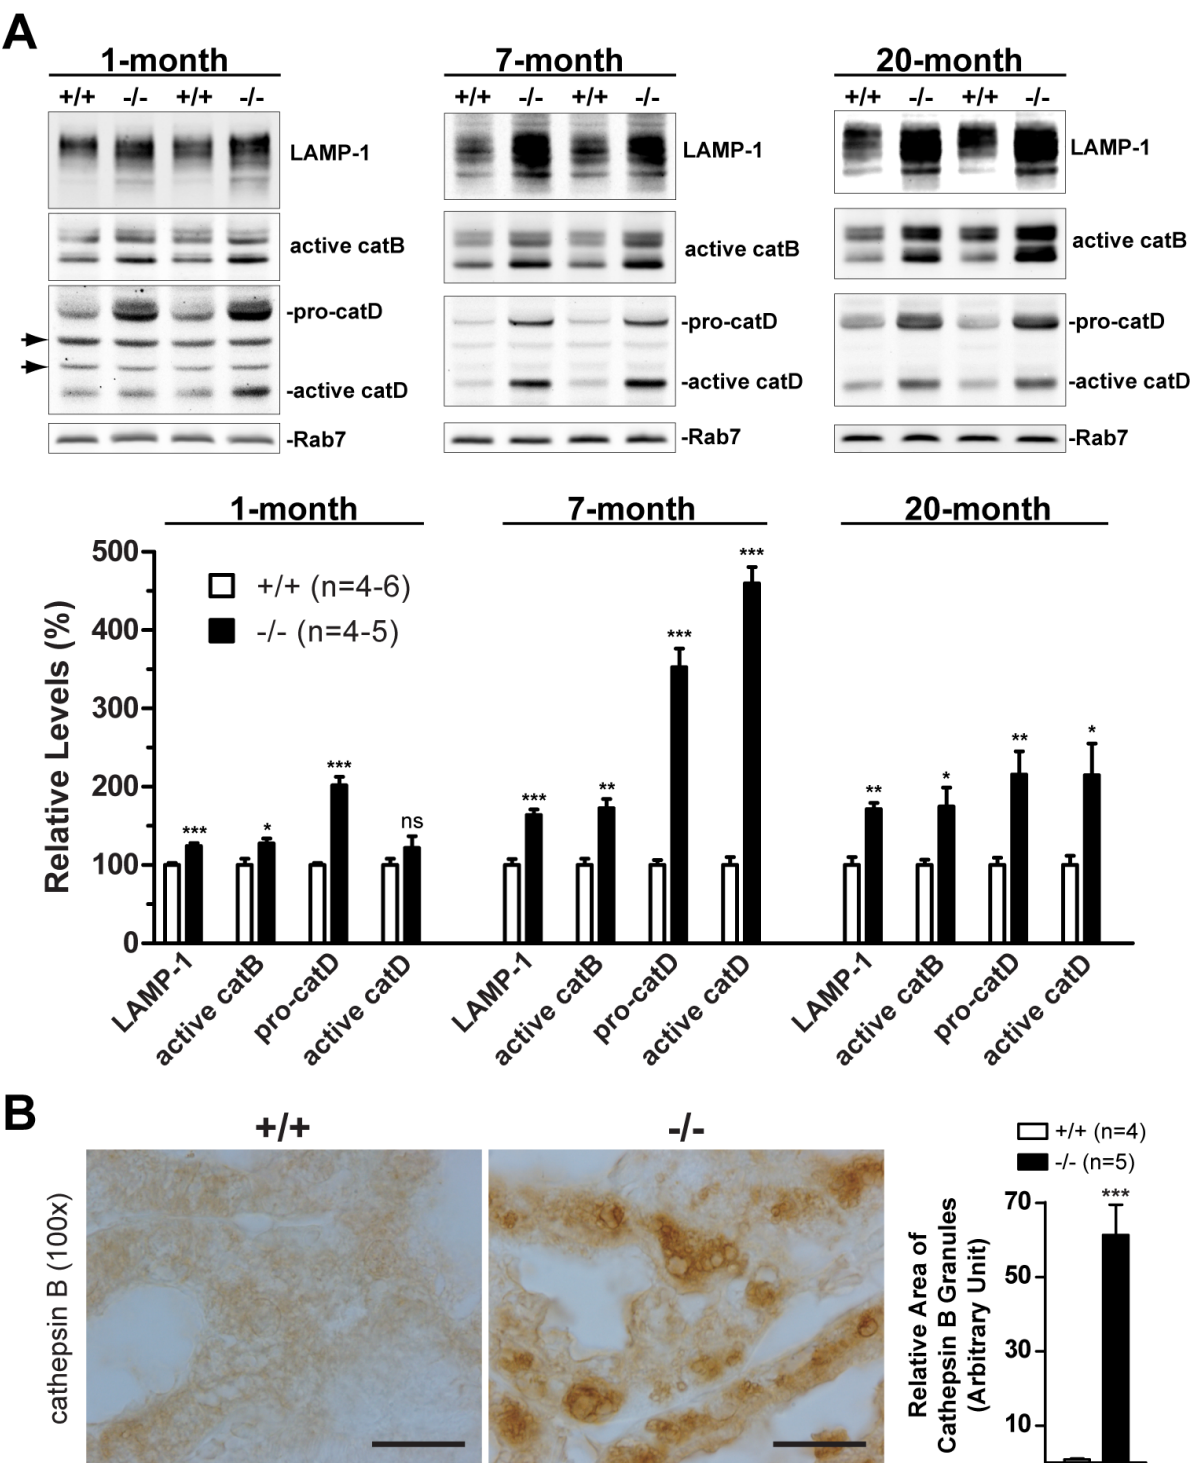 A
1-month 7-month 20-month
+/+ -/- +/+ -/- +/+ -/- +/+ -/- +/+ -/- +/+ -/-
LAMP-1 LAMP-1 LAMP-1
active catB active catB active catB
-pro-catD -pro-catD -pro-catD
-active catD -active catD -active catD
-Rab7 -Rab7 -Rab7
1-month 7-month 20-month
Relative Levels (%)
500
400
300
200
100
0
+/+ (n=4-6)
-/- (n=4-5)
*** * *** ns
*** ** *** ***
** * ** *
LAMP-1 active catB pro-catD active catD LAMP-1 active catB pro-catD active catD LAMP-1 active catB pro-catD active catD
B
+/+ -/-
cathepsin B (100x)
+/+ (n=4)
-/- (n=5)
***
Relative Area of
Cathepsin B Granules
(Arbitrary Unit)
70
50
30
10